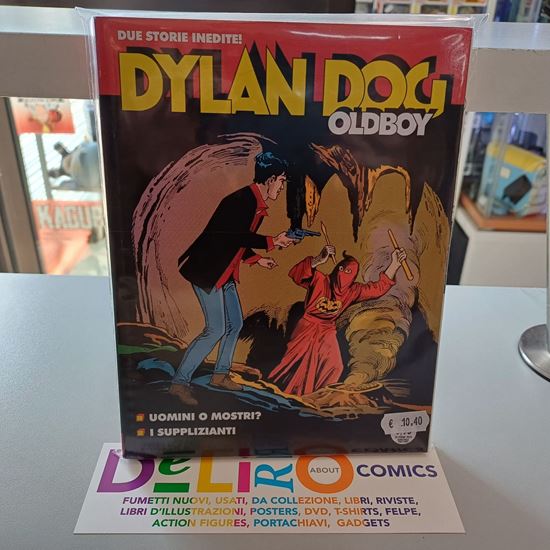 DUE STORIE INEDITE!
DYLAN DOG
OLDBOY
KAGUR
UOMINI O MOSTRI?
I SUPPLIZIANTI
€ 10,40
DeLiRO ABOUT COMICS
FUMETTI NUOVI, USATI, DA COLLEZIONE, LIBRI, RIVISTE,
LIBRI D'ILLUSTRAZIONI, POSTERS, DVD, T-SHIRTS, FELPE,
ACTION FIGURES, PORTACHIAVI, GADGETS